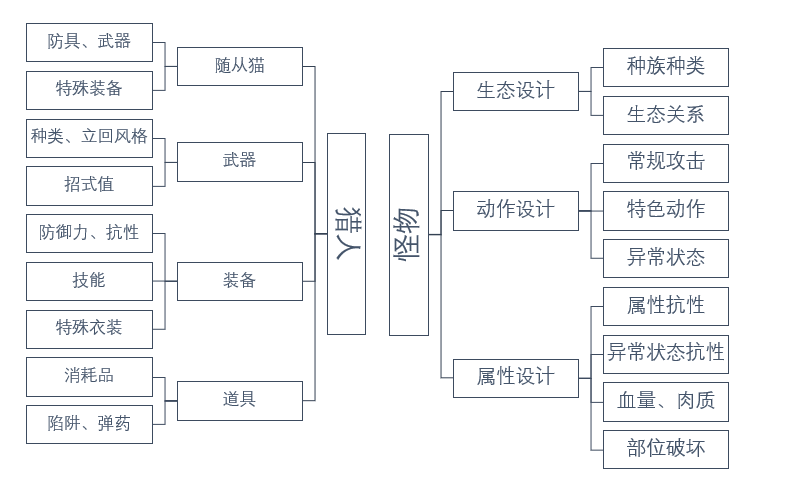 防具、武器
特殊装备
随从猫
种类、立回风格
招式值
武器
防御力、抗性
技能
特殊衣装
装备
消耗品
陷阱、弹药
道具
猎人
怪物
生态设计
种族种类
生态关系
动作设计
常规攻击
特色动作
异常状态
属性设计
属性抗性
异常状态抗性
血量、肉质
部位破坏